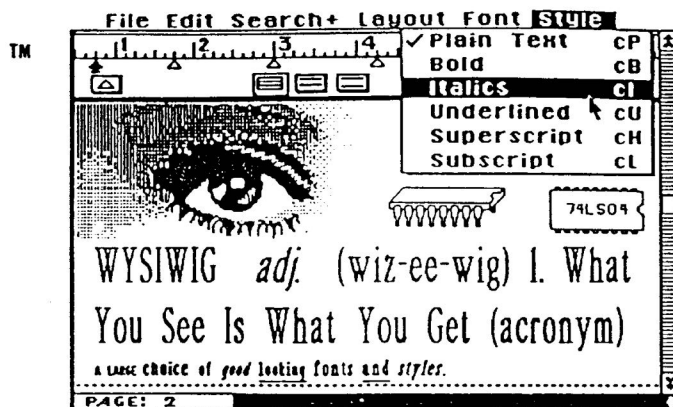 File Edit Search+ Layout Font Style
TM
1 2 3 4
✓ Plain Text cP
Bold cB
Italics cI
Underlined cU
Superscript cH
Subscript cL
74LS04
WYSIWIG adj. (wiz-ee-wig) 1. What
You See Is What You Get (acronym)
A LARGE choice of good looking fonts and styles.
PAGE: 2